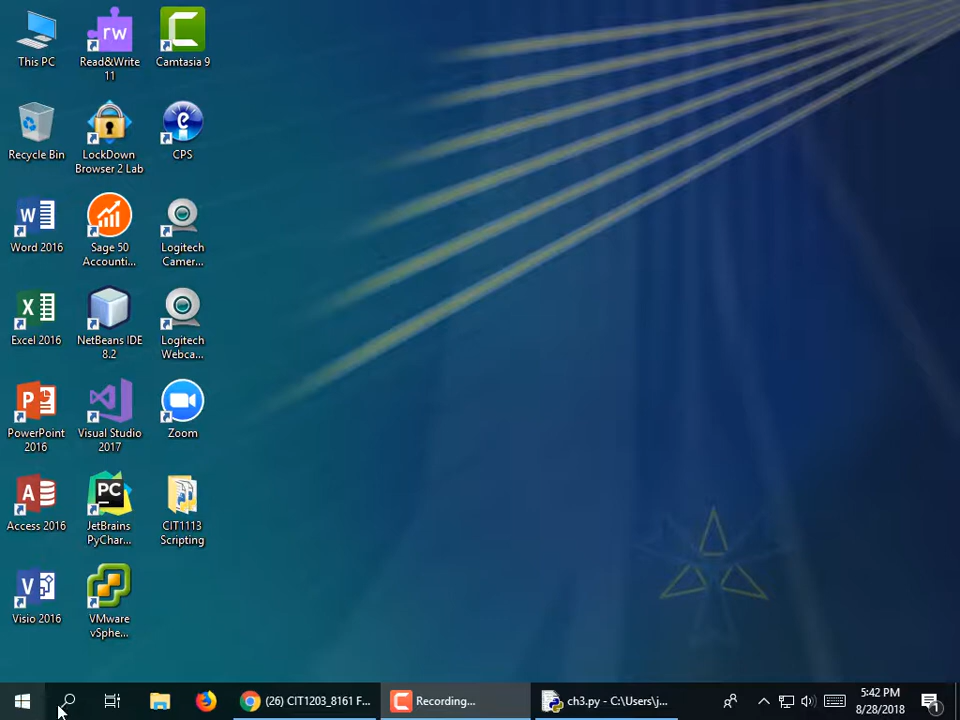 This PC
rw
Read&Write
11
Camtasia 9
Recycle Bin
LockDown
Browser 2 Lab
CPS
Word 2016
Sage 50
Accounti...
Logitech
Camer...
Excel 2016
NetBeans IDE
8.2
Logitech
Webca...
PowerPoint
2016
Visual Studio
2017
Zoom
Access 2016
PC
JetBrains
PyChar...
CIT1113
Scripting
Visio 2016
VMware
vSphe...
(26) CIT1203_8161 F...
Recording...
ch3.py - C:\Users\j...
5:42 PM
8/28/2018
1